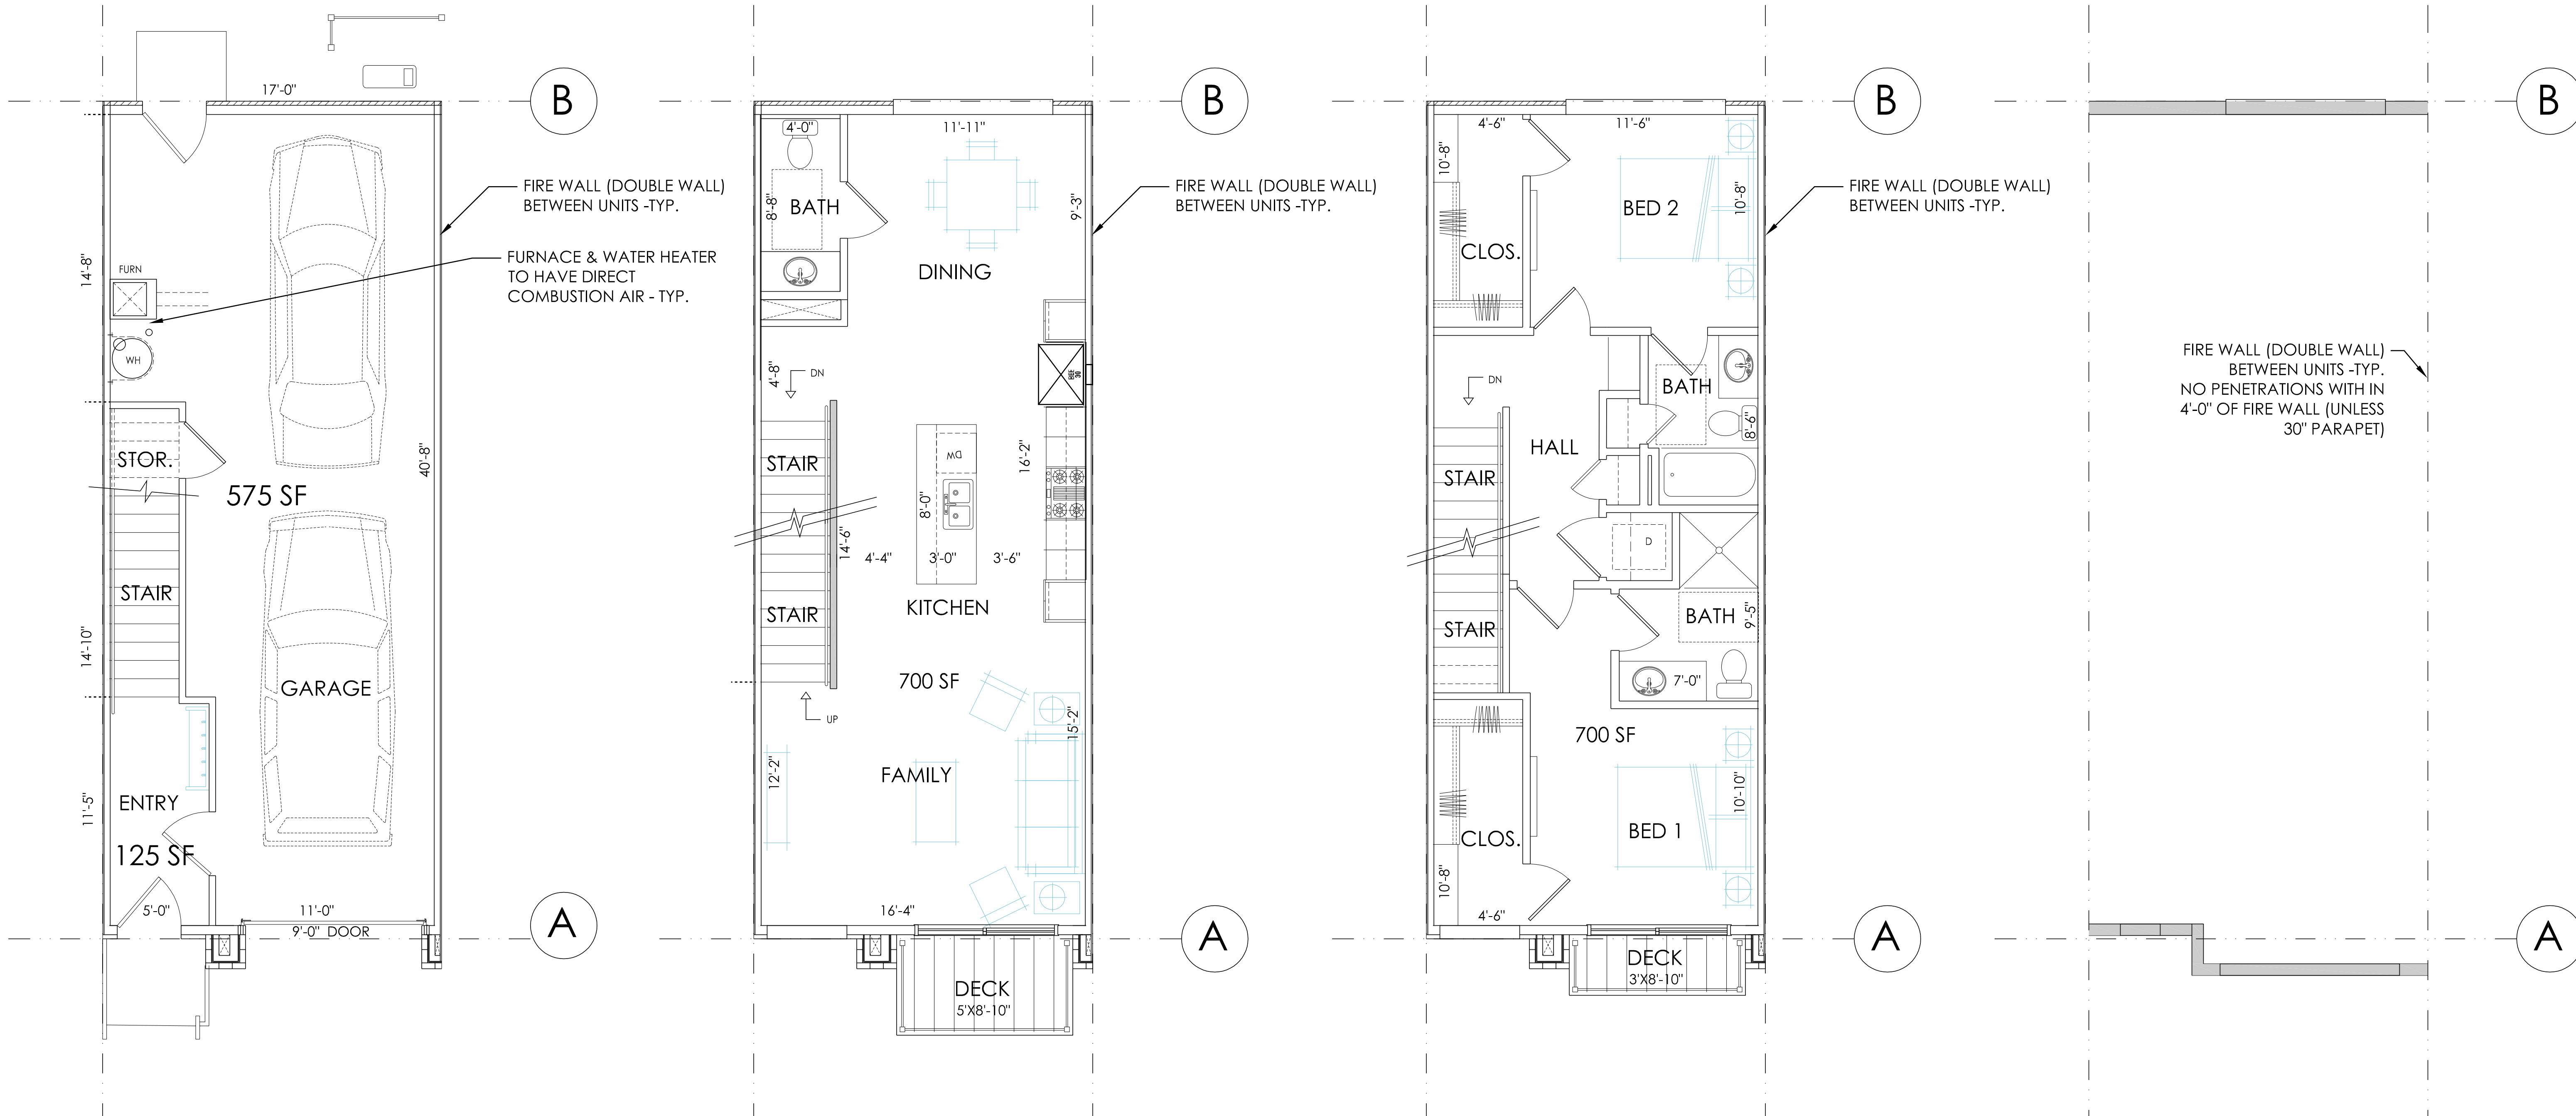 17'-0"
B
FIRE WALL (DOUBLE WALL)
BETWEEN UNITS -TYP.
FURNACE & WATER HEATER
TO HAVE DIRECT
COMBUSTION AIR - TYP.
14'-8"
FURN
WH
STOR.
575 SF
40'-8"
STAIR
14'-10"
GARAGE
ENTRY
11'-5"
125 SF
5'-0"
11'-0"
9'-0" DOOR
A
4'-0"
11'-11"
B
8'-8"
BATH
9'-3"
FIRE WALL (DOUBLE WALL)
BETWEEN UNITS -TYP.
DINING
4'-8"
DN
STAIR
DW
16'-2"
8'-0"
14'-6"
4'-4"
3'-0"
3'-6"
STAIR
KITCHEN
700 SF
UP
15'-2"
12'-2"
FAMILY
16'-4"
A
DECK
5'X8'-10"
4'-6"
11'-6"
B
10'-8"
BED 2
10'-8"
FIRE WALL (DOUBLE WALL)
BETWEEN UNITS -TYP.
CLOS.
DN
BATH
8'-6"
HALL
STAIR
D
STAIR
BATH
9'-5"
7'-0"
700 SF
10'-10"
BED 1
CLOS.
10'-8"
4'-6"
A
DECK
3'X8'-10"
B
FIRE WALL (DOUBLE WALL)
BETWEEN UNITS -TYP.
NO PENETRATIONS WITH IN
4'-0" OF FIRE WALL (UNLESS
30" PARAPET)
A